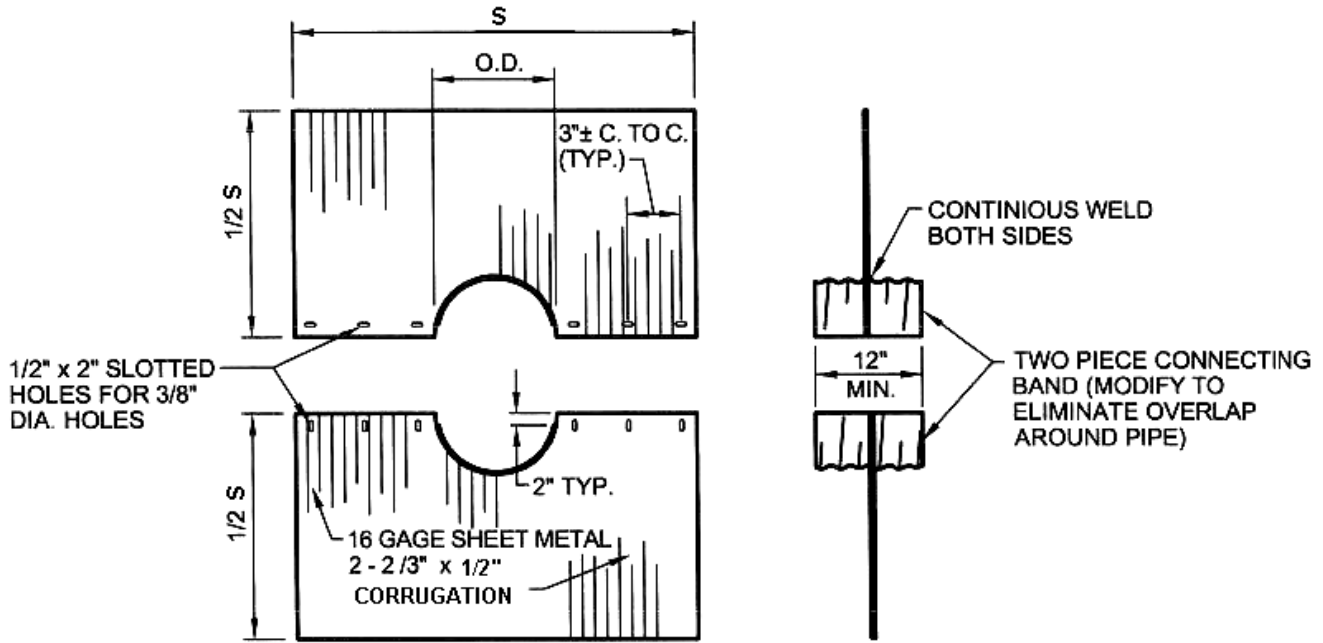 S
O.D.
3"± C. TO C.
(TYP.)
1/2 S
CONTINIOUS WELD
BOTH SIDES
1/2" x 2" SLOTTED
HOLES FOR 3/8"
DIA. HOLES
12"
MIN.
TWO PIECE CONNECTING
BAND (MODIFY TO
ELIMINATE OVERLAP
AROUND PIPE)
1/2 S
2" TYP.
16 GAGE SHEET METAL
2 - 2 /3" x 1/2"
CORRUGATION